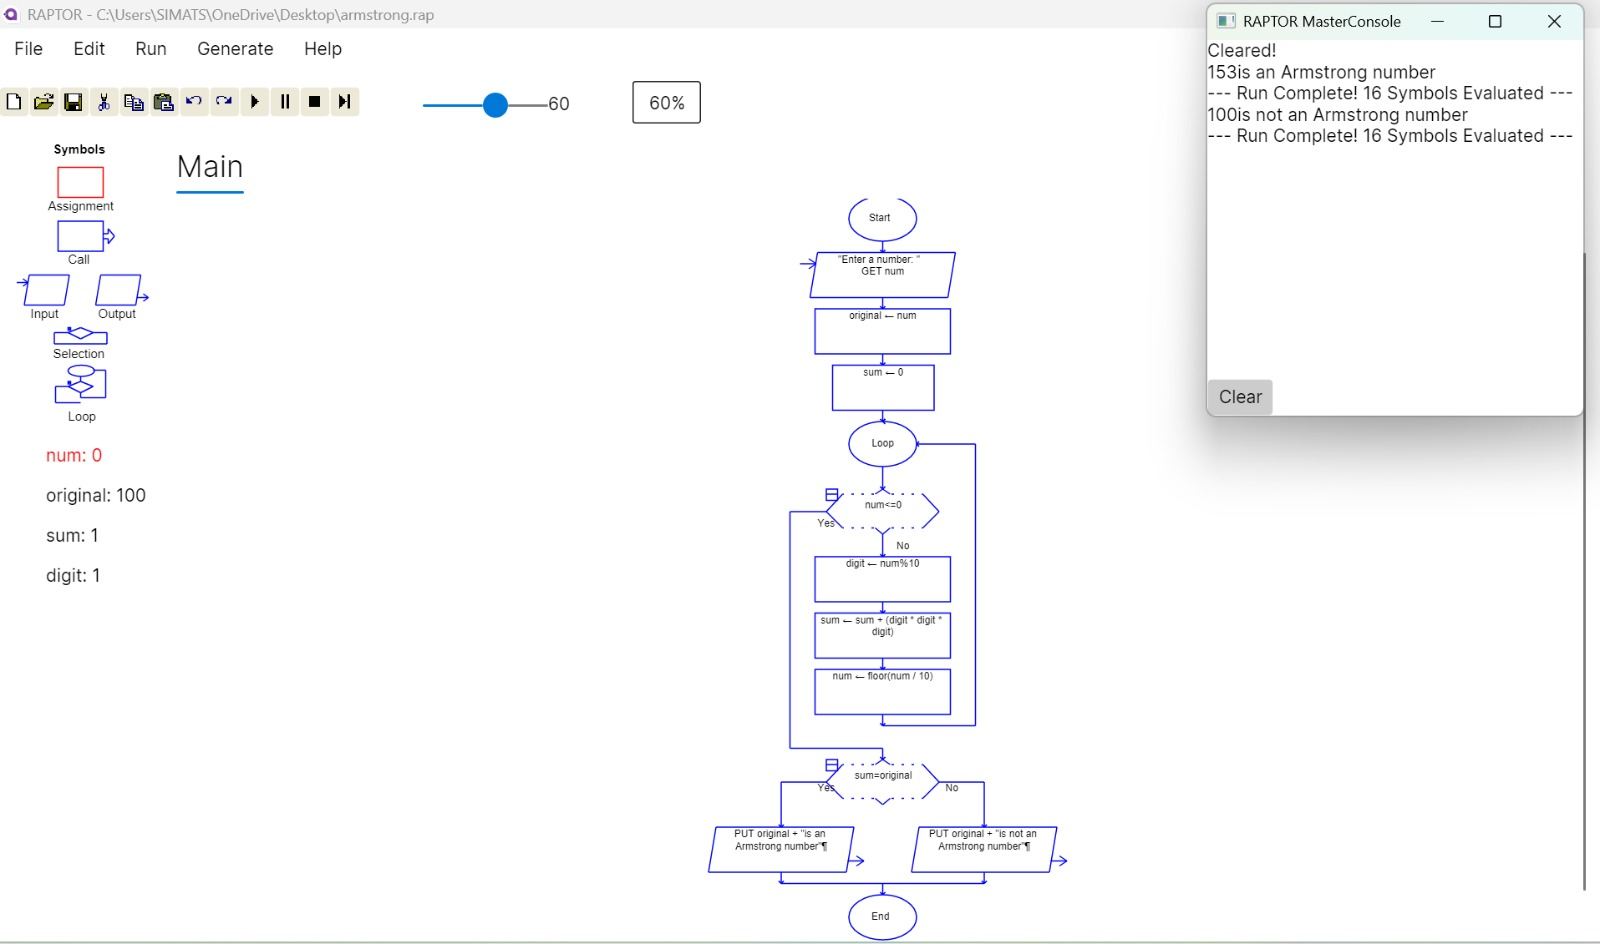 RAPTOR - C:\Users\SIMATS\OneDrive\Desktop\armstrong.rap
File Edit Run Generate Help
60
60%
Symbols
Assignment
Call
Input Output
Selection
Loop
num: 0
original: 100
sum: 1
digit: 1
Main
Start
"Enter a number: "
GET num
original ← num
sum ← 0
Loop
num<=0
Yes
No
digit ← num%10
sum ← sum + (digit * digit *
digit)
num ← floor(num / 10)
sum=original
Yes No
PUT original + "is an
Armstrong number"¶
PUT original + "is not an
Armstrong number"¶
End
RAPTOR MasterConsole
Cleared!
153is an Armstrong number
--- Run Complete! 16 Symbols Evaluated ---
100is not an Armstrong number
--- Run Complete! 16 Symbols Evaluated ---
Clear